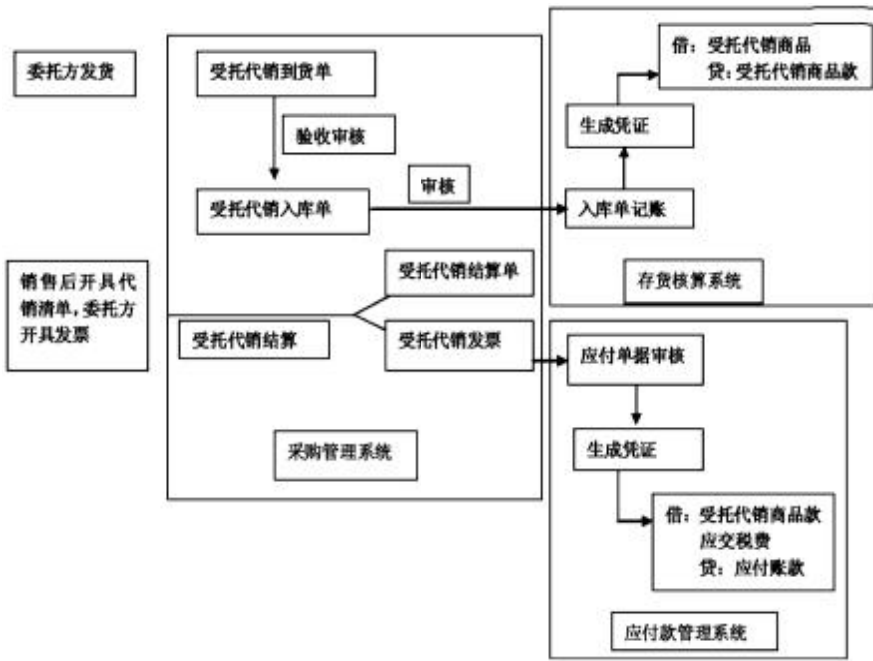 委托方发货
受托代销到货单
验收审核
受托代销入库单
审核
借：受托代销商品
贷：受托代销商品款
生成凭证
入库单记账
存货核算系统
销售后开具代
销清单，委托方
开具发票
受托代销结算单
受托代销结算
受托代销发票
采购管理系统
应付单据审核
生成凭证
借：受托代销商品款
应交税费
贷：应付账款
应付款管理系统